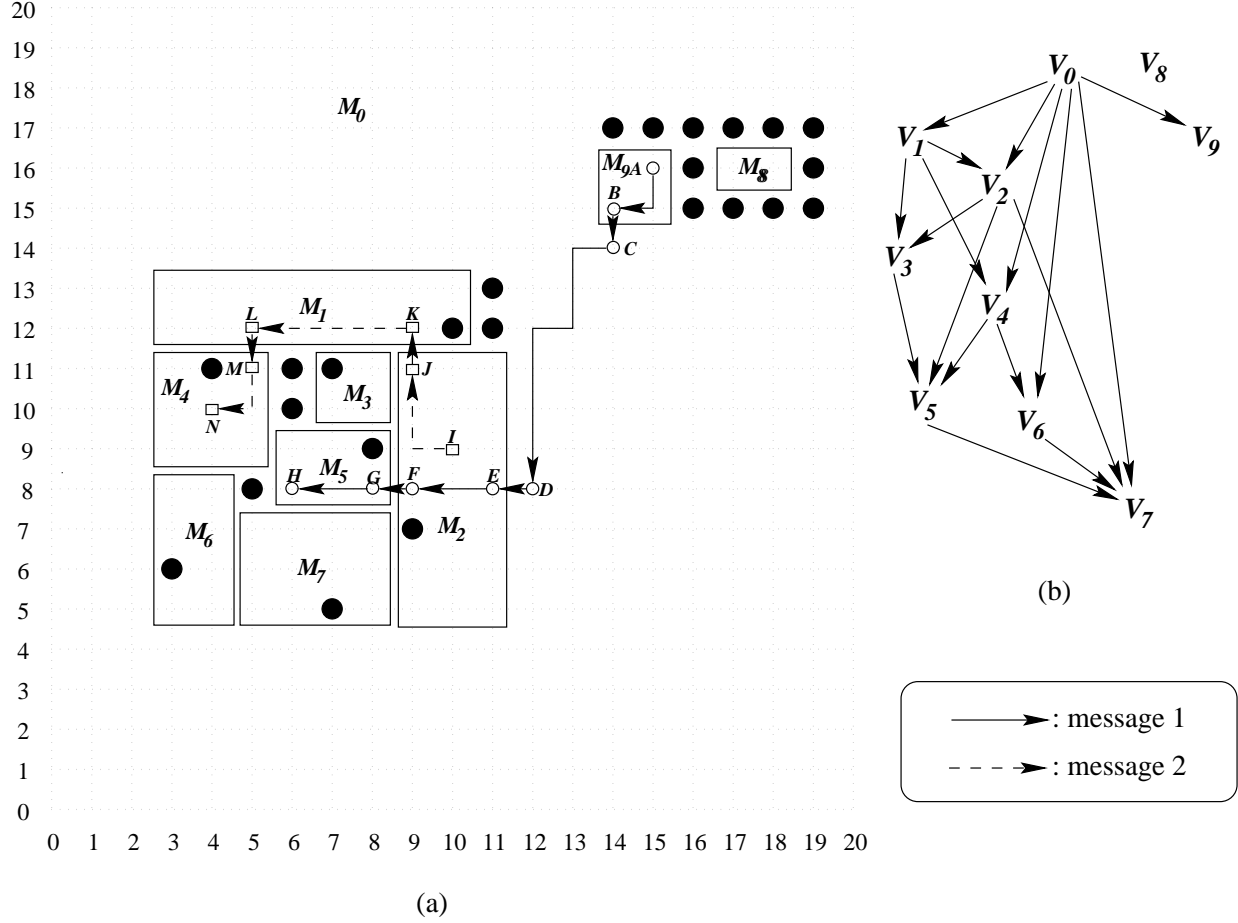 20
19
18
17
16
15
14
13
12
11
10
9
8
7
6
5
4
3
2
1
0
0 1 2 3 4 5 6 7 8 9 10 11 12 13 14 15 16 17 18 19 20
M0
M9 A
B
C
M8
M1
L
K
M
J
M4
N
M3
I
M5
H
G
F
E
D
M2
M6
M7
(a)
V0
V8
V1
V9
V2
V3
V4
V5
V6
V7
(b)
: message 1
: message 2